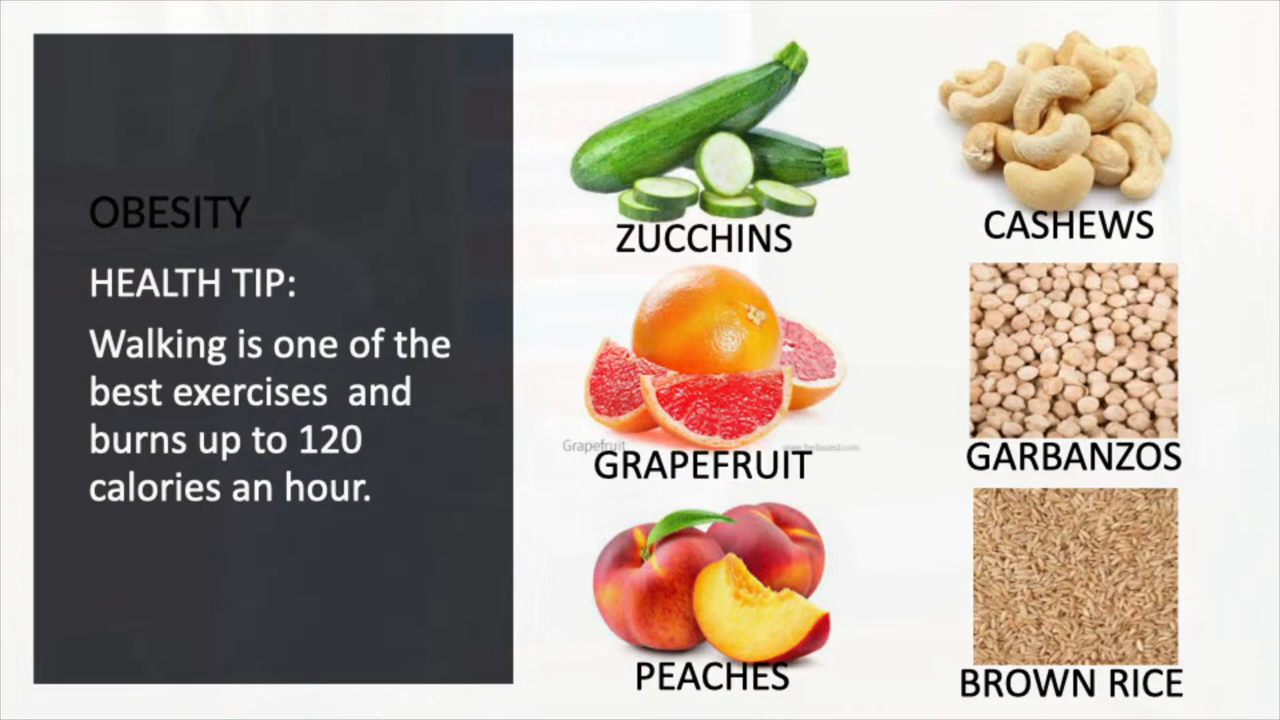 OBESITY
HEALTH TIP:
Walking is one of the
best exercises  and
burns up to 120
calories an hour.
ZUCCHINS
CASHEWS
Grapefruit
GRAPEFRUIT
GARBANZOS
PEACHES
BROWN RICE